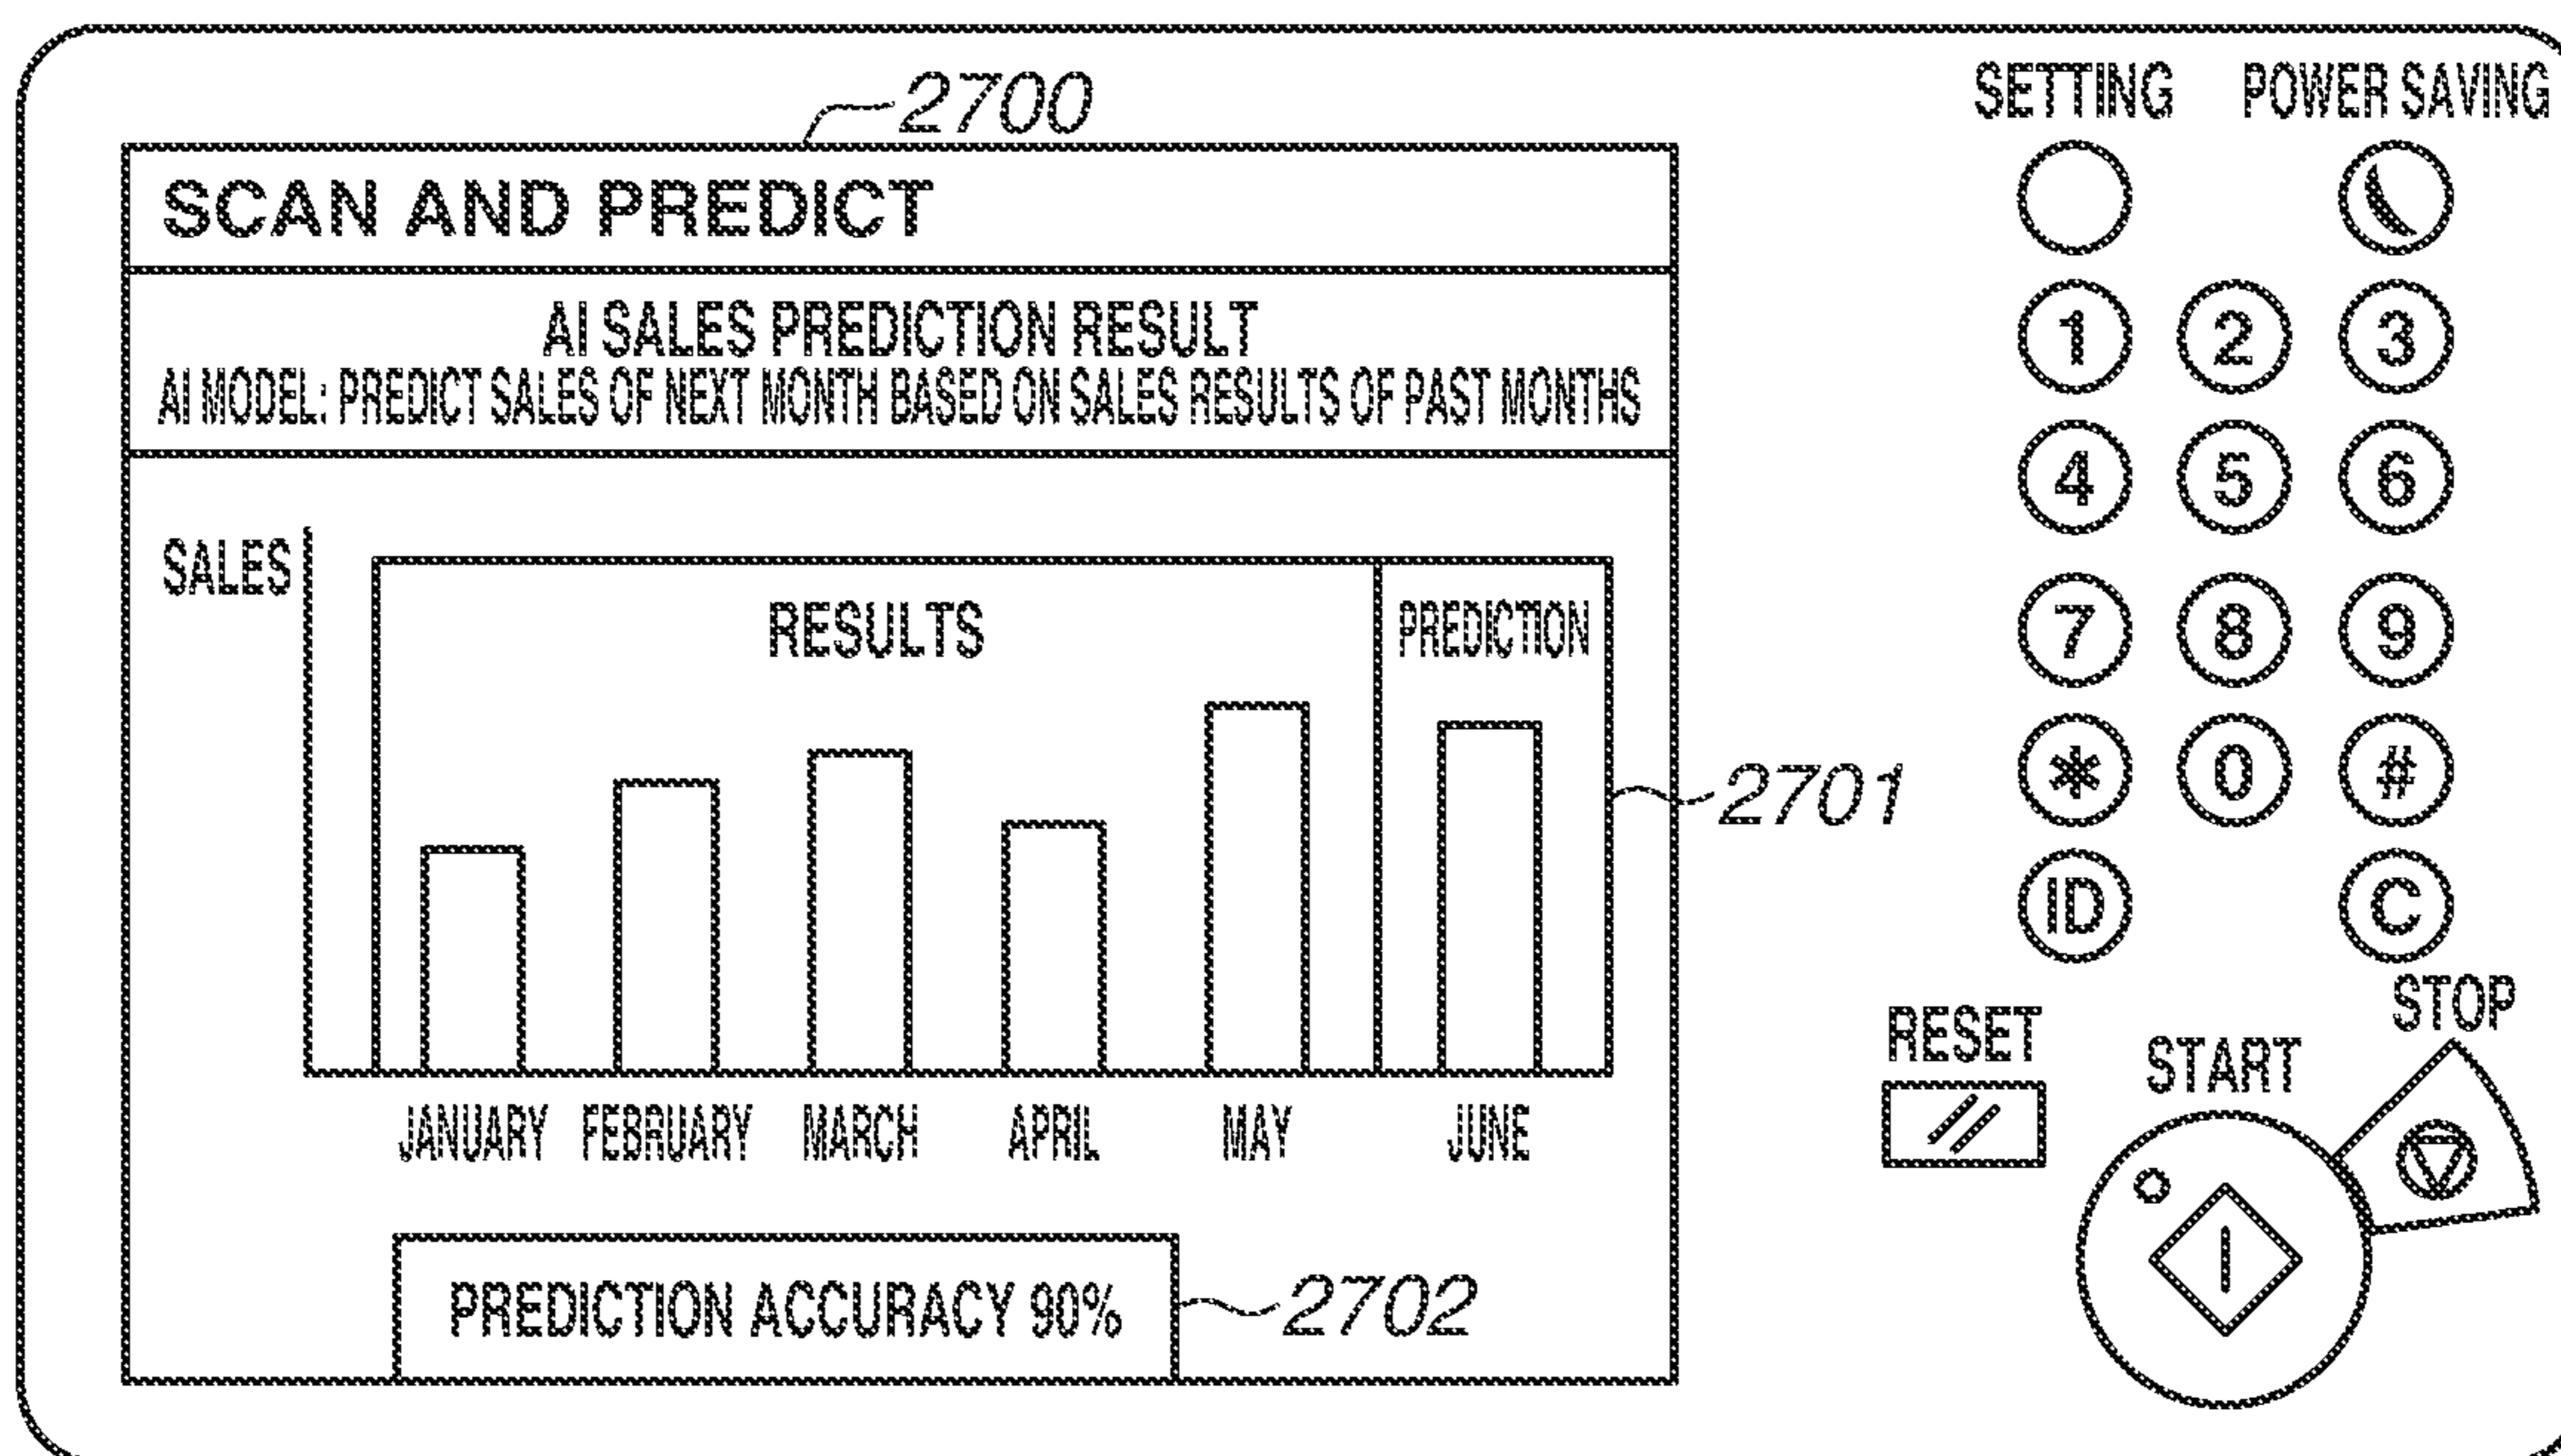 2700
SCAN AND PREDICT
AI SALES PREDICTION RESULT
AI MODEL: PREDICT SALES OF NEXT MONTH BASED ON SALES RESULTS OF PAST MONTHS
SALES
RESULTS
PREDICTION
2701
JANUARY FEBRUARY MARCH APRIL MAY JUNE
PREDICTION ACCURACY 90%
2702
SETTING POWER SAVING
1 2 3
4 5 6
7 8 9
* 0 #
ID C
RESET
START
STOP